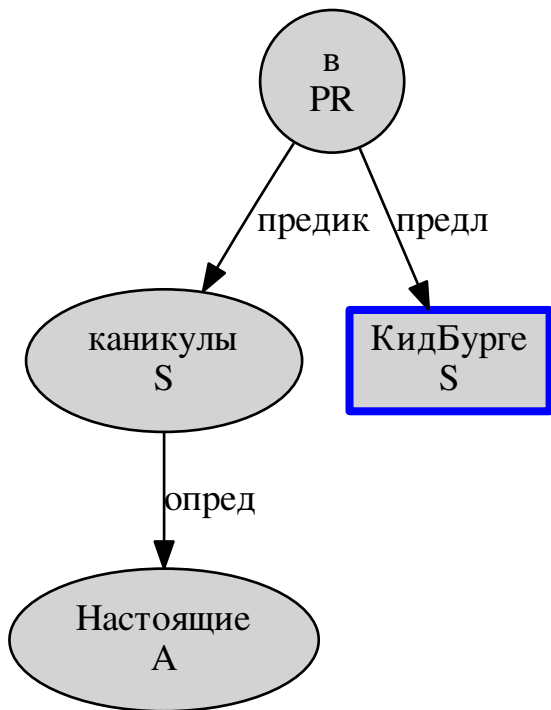 в
PR
предик
предл
каникулы
S
КидБурге
S
опред
Настоящие
A